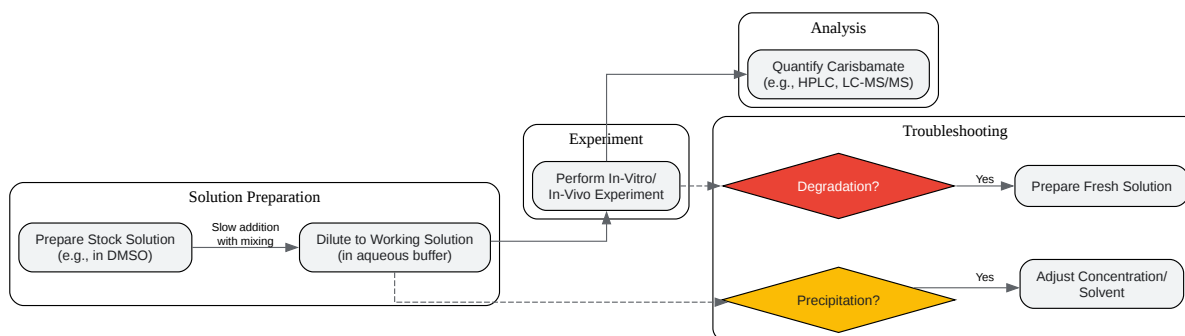 Analysis
Quantify Carisbamate
(e.g., HPLC, LC-MS/MS)
Experiment
Perform In-Vitro/
In-Vivo Experiment
Troubleshooting
Degradation?
Yes
Prepare Fresh Solution
Solution Preparation
Prepare Stock Solution
(e.g., in DMSO)
Slow addition
with mixing
Dilute to Working Solution
(in aqueous buffer)
Precipitation?
Yes
Adjust Concentration/
Solvent